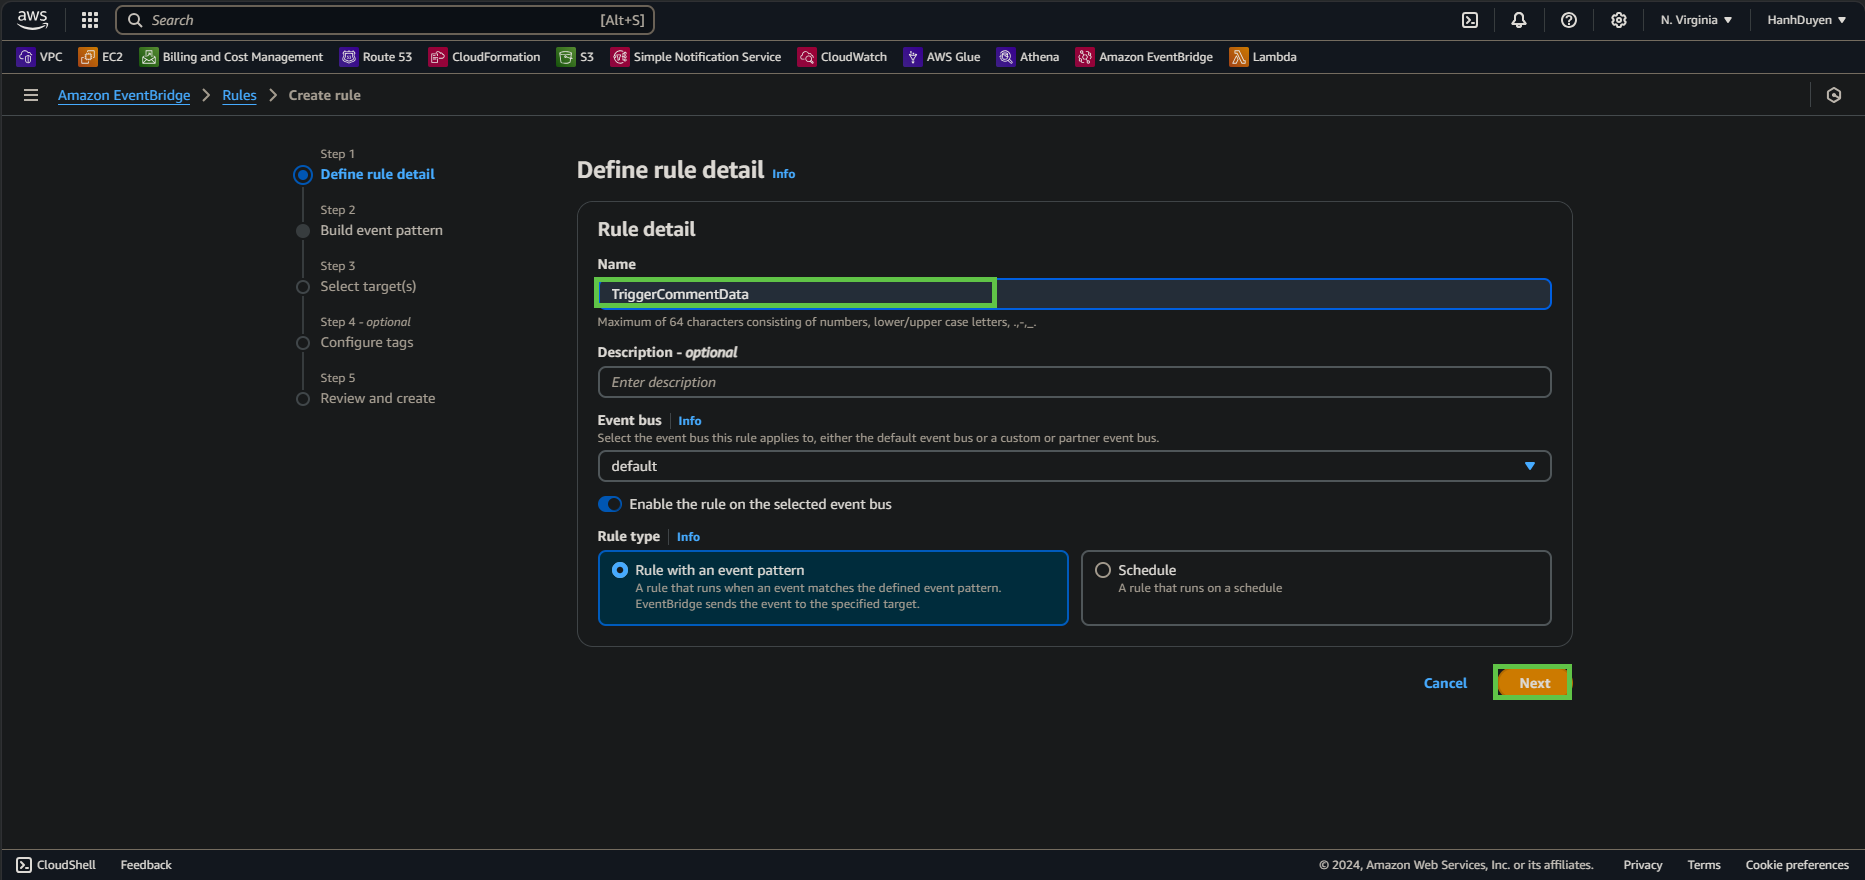 aws
Search [Alt+S] N. Virginia ▼ HanhDuyen ▼
VPC EC2 Billing and Cost Management Route 53 CloudFormation S3 Simple Notification Service CloudWatch AWS Glue Athena Amazon EventBridge Lambda
Amazon EventBridge > Rules > Create rule
Step 1
Define rule detail
Step 2
Build event pattern
Step 3
Select target(s)
Step 4 - optional
Configure tags
Step 5
Review and create
Define rule detail Info
Rule detail
Name
TriggerCommentData
Maximum of 64 characters consisting of numbers, lower/upper case letters, .,-,_.
Description - optional
Enter description
Event bus Info
Select the event bus this rule applies to, either the default event bus or a custom or partner event bus.
default
Enable the rule on the selected event bus
Rule type Info
Rule with an event pattern
A rule that runs when an event matches the defined event pattern.
EventBridge sends the event to the specified target.
Schedule
A rule that runs on a schedule
Cancel Next
CloudShell Feedback © 2024, Amazon Web Services, Inc. or its affiliates. Privacy Terms Cookie preferences